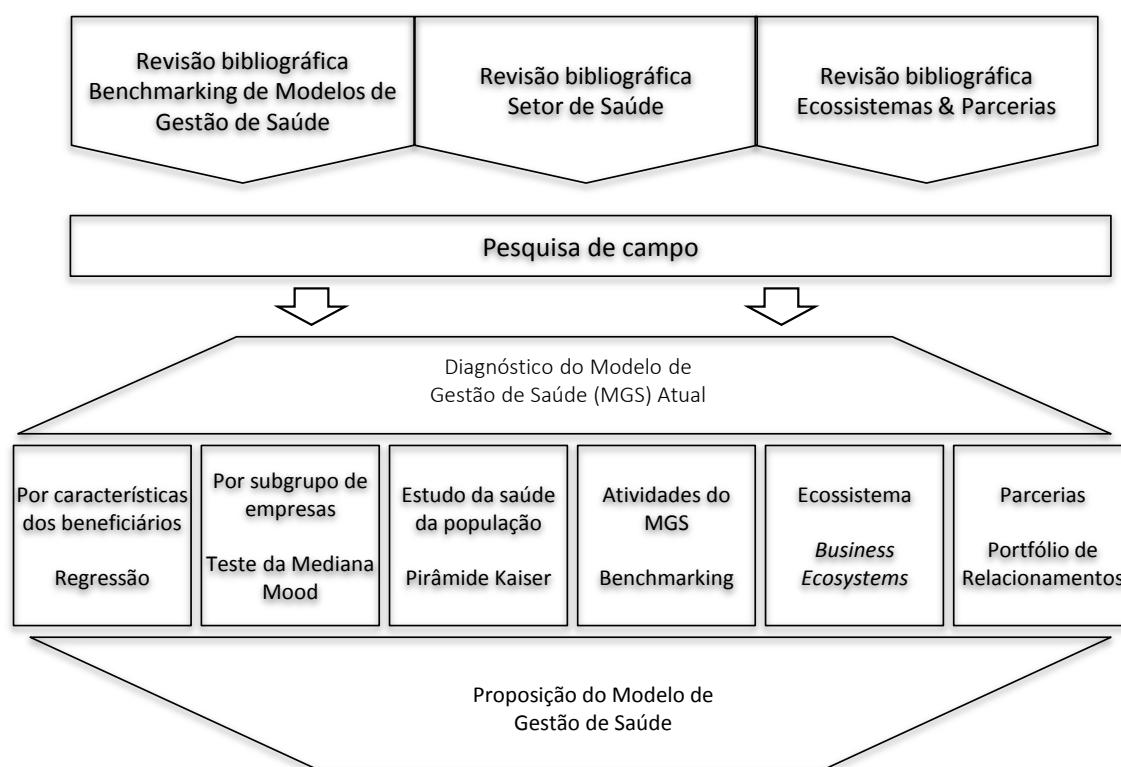 Revisão bibliográfica
Benchmarking de Modelos de
Gestão de Saúde
Revisão bibliográfica
Setor de Saúde
Revisão bibliográfica
Ecossistemas & Parcerias
Pesquisa de campo
Diagnóstico do Modelo de
Gestão de Saúde (MGS) Atual
Por características
dos beneficiários
Regressão
Por subgrupo de
empresas
Teste da Mediana
Mood
Estudo da saúde
da população
Pirâmide Kaiser
Atividades do
MGS
Benchmarking
Ecossistema
Business
Ecosystems
Parcerias
Portfólio de
Relacionamentos
Proposição do Modelo de
Gestão de Saúde